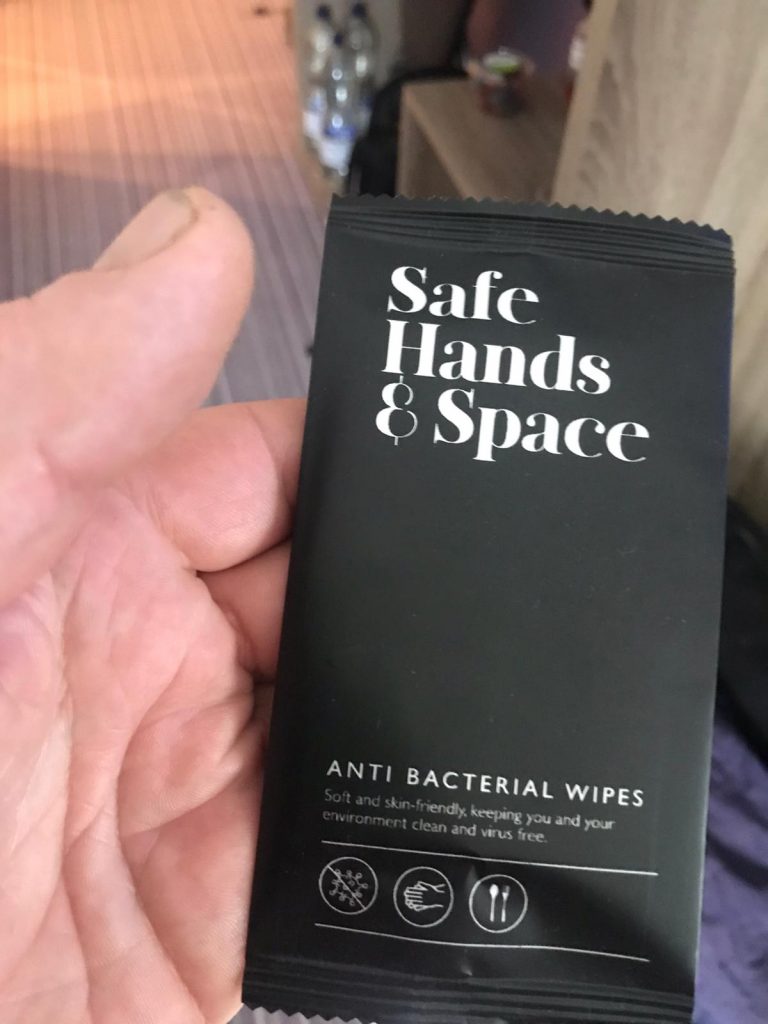 Safe
Hands
& Space
ANTI BACTERIAL WIPES
Soft and skin-friendly, keeping you and your
environment clean and virus free.